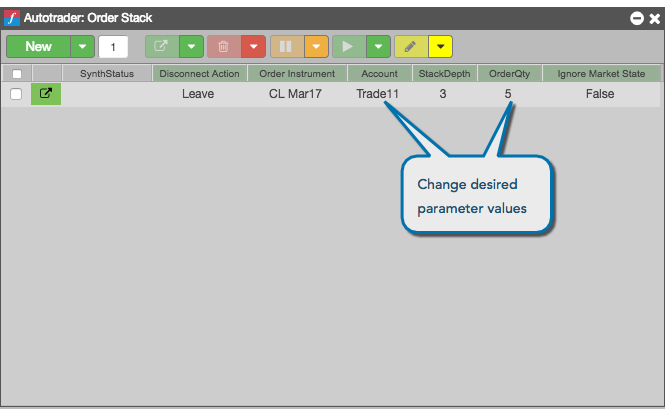 Autotrader: Order Stack
New 1
SynthStatus Disconnect Action Order Instrument Account StackDepth OrderQty Ignore Market State
Leave CL Mar17 Trade11 3 5 False
Change desired
parameter values